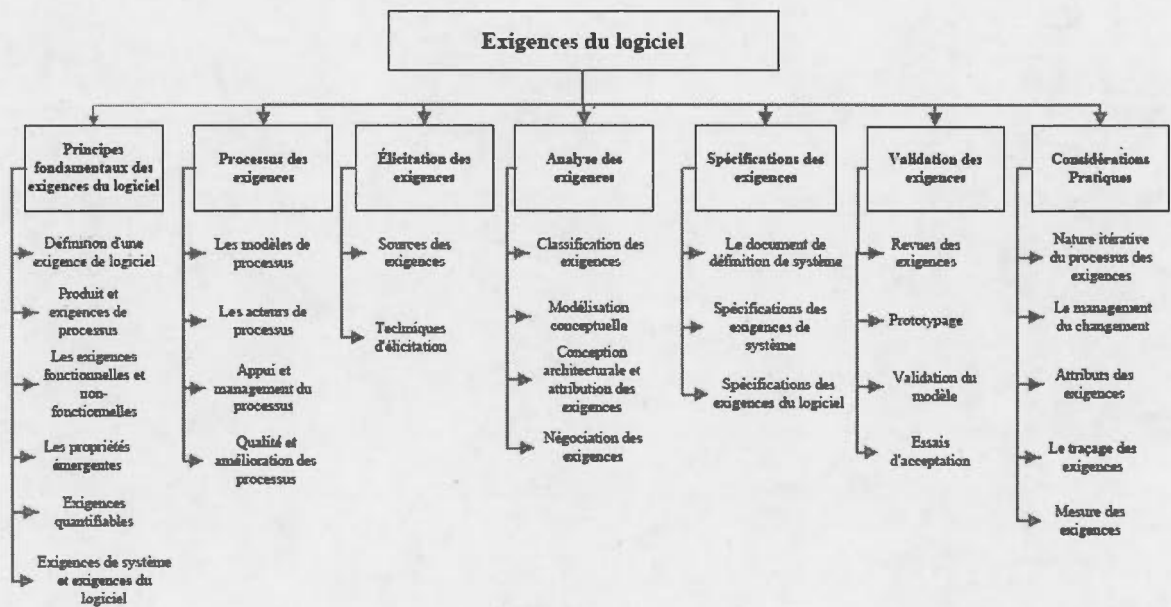 Exigences du logiciel
Principes
fondamentaux des
exigences du logiciel
Définition d'une
exigence de logiciel
Produit et
exigences de
processus
Les exigences
fonctionnelles et
non-
fonctionnelles
Les propriétés
émergentes
Exigences
quantifiables
Exigences de système
et exigences du
logiciel
Processus des
exigences
Les modèles de
processus
Les acteurs de
processus
Appui et
management du
processus
Qualité et
amélioration des
processus
Élicitation des
exigences
Sources des
exigences
Techniques
d'élicitation
Analyse des
exigences
Classification des
exigences
Modélisation
conceptuelle
Conception
architecturale et
attribution des
exigences
Négociation des
exigences
Spécifications des
exigences
Le document de
définition de système
Spécifications des
exigences de
système
Spécifications des
exigences du logiciel
Validation des
exigences
Revues des
exigences
Prototypage
Validation du
modèle
Essais
d'acceptation
Considérations
Pratiques
Nature itérative
du processus des
exigences
Le management
du changement
Attributs des
exigences
Le traçage des
exigences
Mesure des
exigences